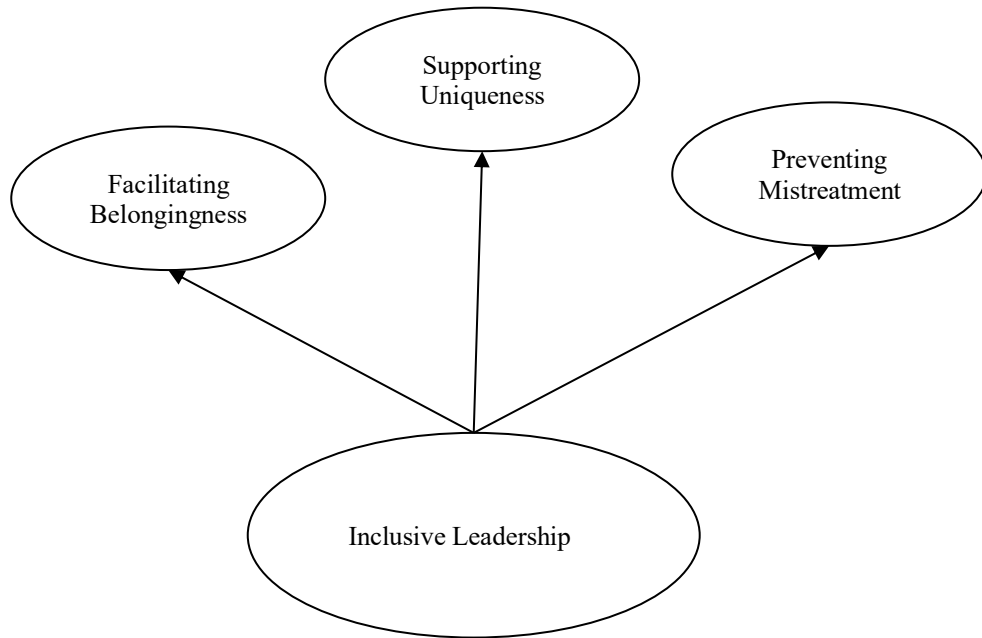 Supporting
Uniqueness
Facilitating
Belongingness
Preventing
Mistreatment
Inclusive Leadership